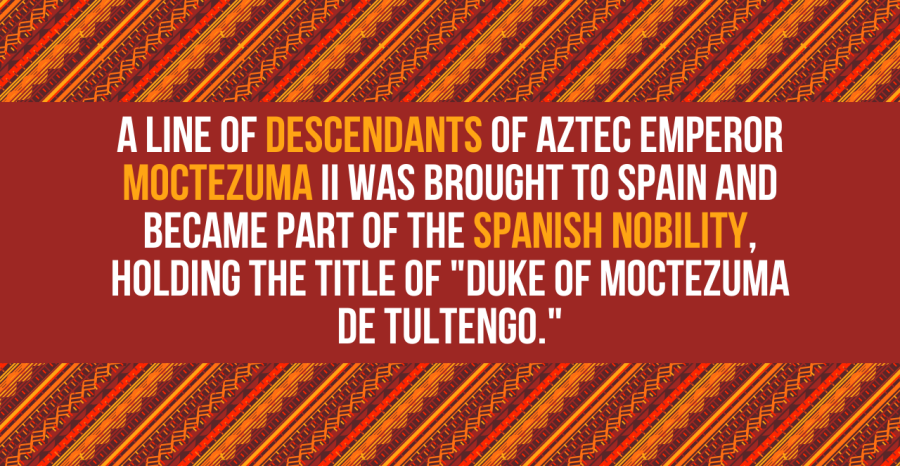 A LINE OF DESCENDANTS OF AZTEC EMPEROR
MOCTEZUMA II WAS BROUGHT TO SPAIN AND
BECAME PART OF THE SPANISH NOBILITY,
HOLDING THE TITLE OF "DUKE OF MOCTEZUMA
DE TULTENGO."